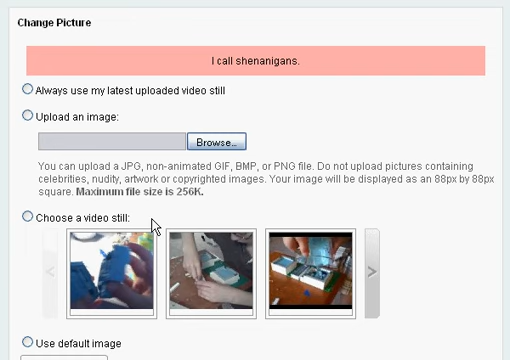 Change Picture
I call shenanigans.
Always use my latest uploaded video still
Upload an image:
Browse...
You can upload a JPG, non-animated GIF, BMP, or PNG file. Do not upload pictures containing
celebrities, nudity, artwork or copyrighted images. Your image will be displayed as an 88px by 88px
square. Maximum file size is 256K.
Choose a video still:
Use default image